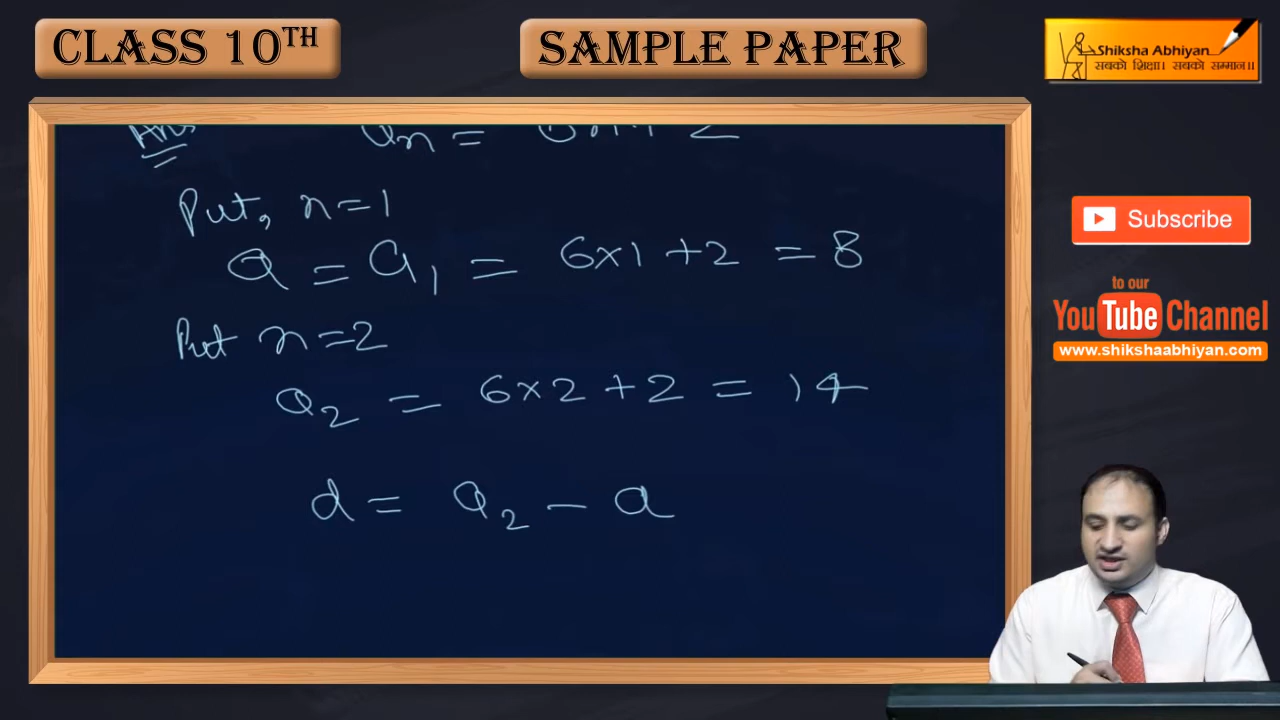 CLASS 10TH
SAMPLE PAPER
Shiksha Abhiyan
सबको शिक्षा। सबको सम्मान॥
Ans
Put, n=1
a = a1 = 6×1 +2 = 8
Put n=2
a2 = 6×2 +2 = 14
d = a2 - a
Subscribe
to our
YouTube Channel
www.shikshaabhiyan.com